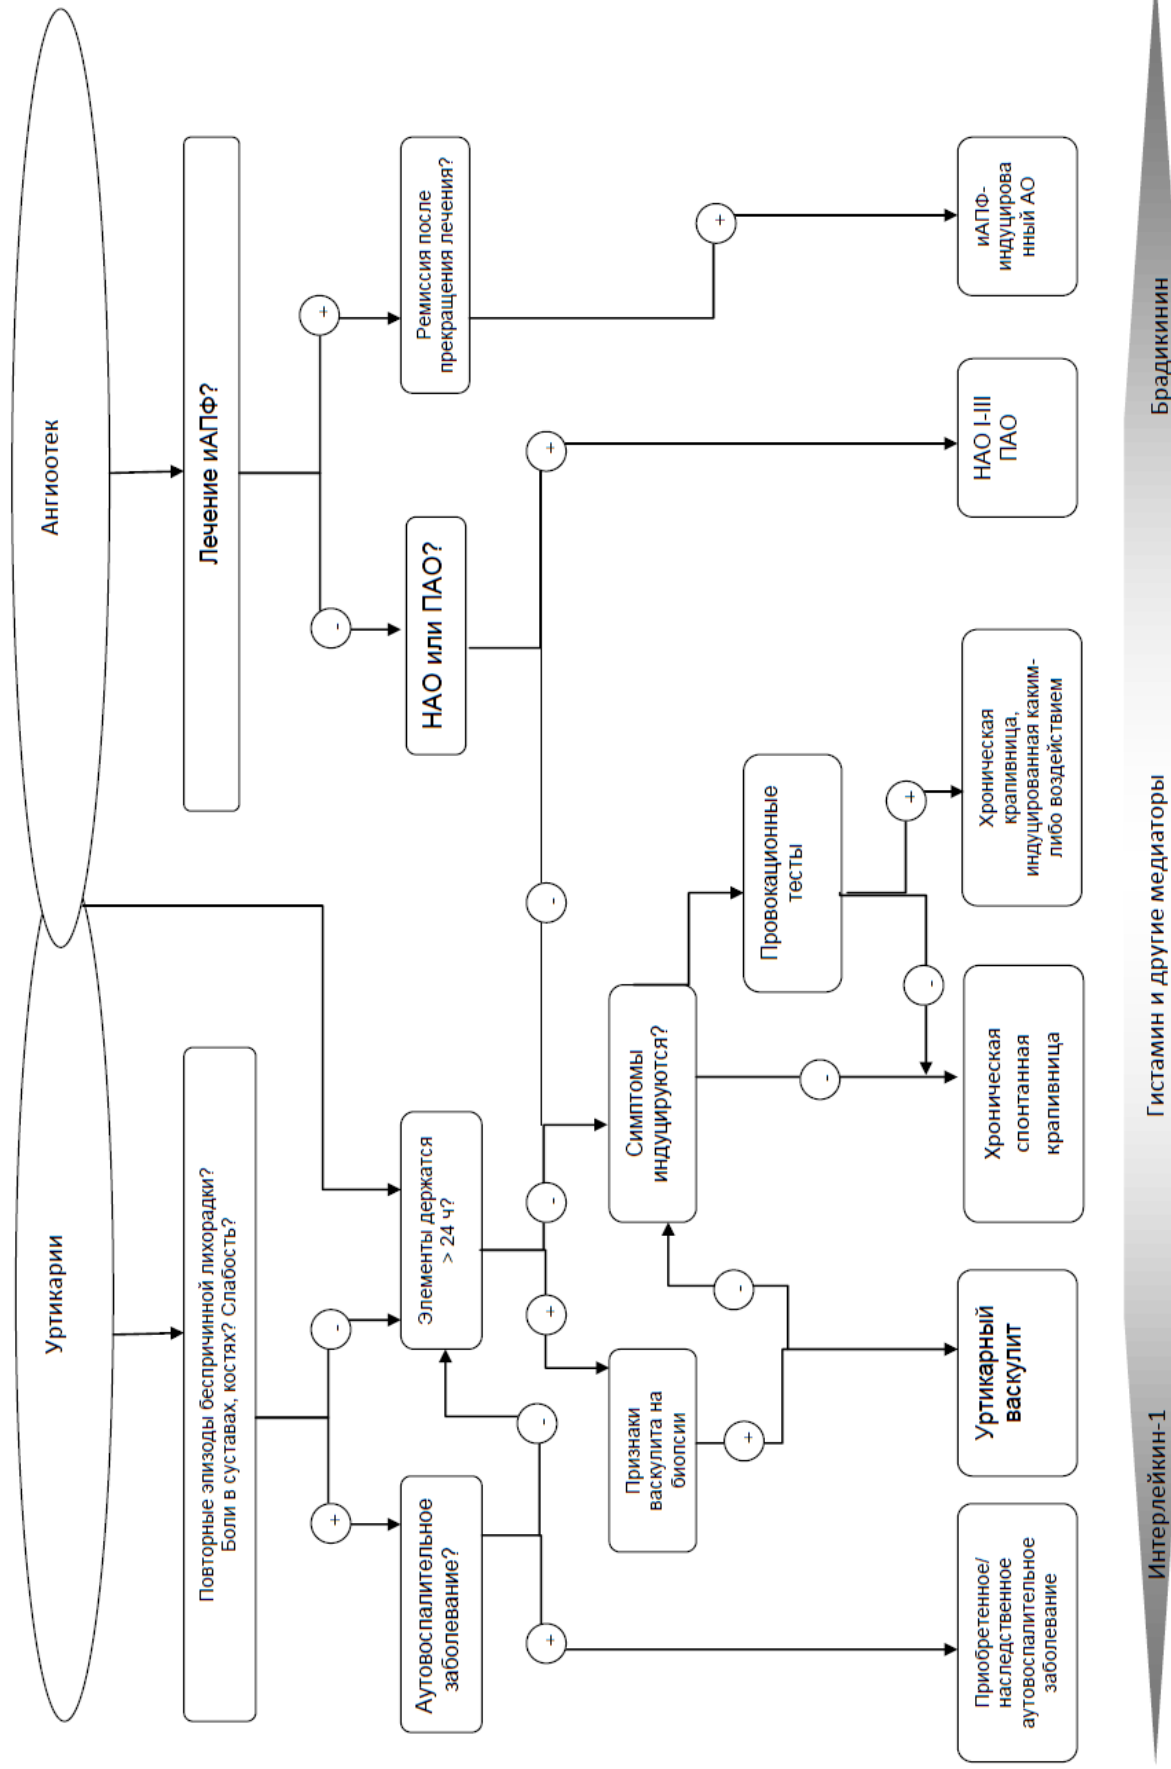 Уртикарии
Ангиоотек
Повторные эпизоды беспричинной лихорадки?
Боли в суставах, костях? Слабость?
Лечение иАПФ?
+
-
-
+
Аутовоспалительное
заболевание?
Элементы держатся
> 24 ч?
НАО или ПАО?
Ремиссия после
прекращения лечения?
+
-
+
-
-
+
+
Признаки
васкулита на
биопсии
Симптомы
индуцируются?
+
-
-
Провокационные
тесты
-
+
Приобретенное/
наследственное
аутовоспалительное
заболевание
Уртикарный
васкулит
Хроническая
спонтанная
крапивница
Хроническая
крапивница,
индуцированная каким-
либо воздействием
НАО I-III
ПАО
иАПФ-
индуцирова
нный АО
Интерлейкин-1
Гистамин и другие медиаторы
Брадикинин